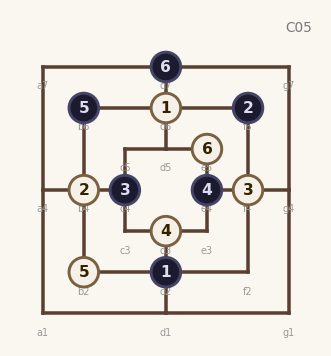 C05
6
a7 d7 g7
5 1 2
b6 d6 f6
6
c5 d5 e5
2 3 4 3
a4 b4 c4 e4 f4 g4
4
c3 d3 e3
5 1
b2 d2 f2
a1 d1 g1